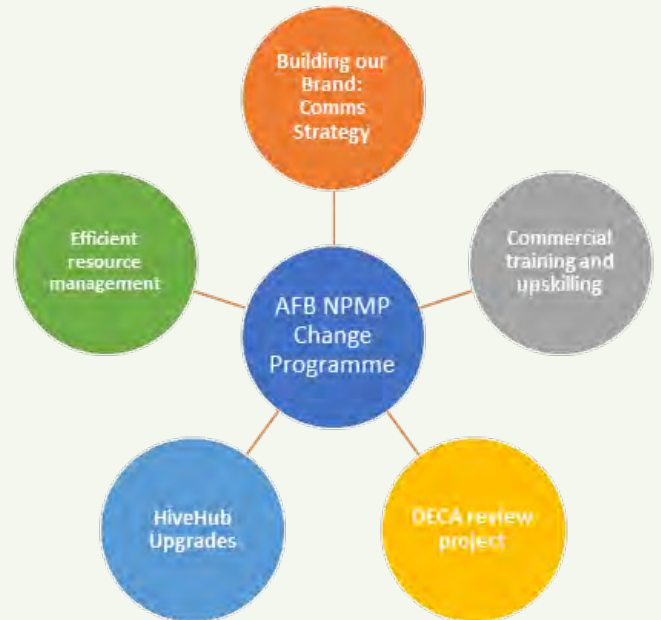 Building our
Brand:
Comms
Strategy
Efficient
resource
management
Commercial
training and
upskilling
AFB NPMP
Change
Programme
HiveHub
Upgrades
DECA review
project